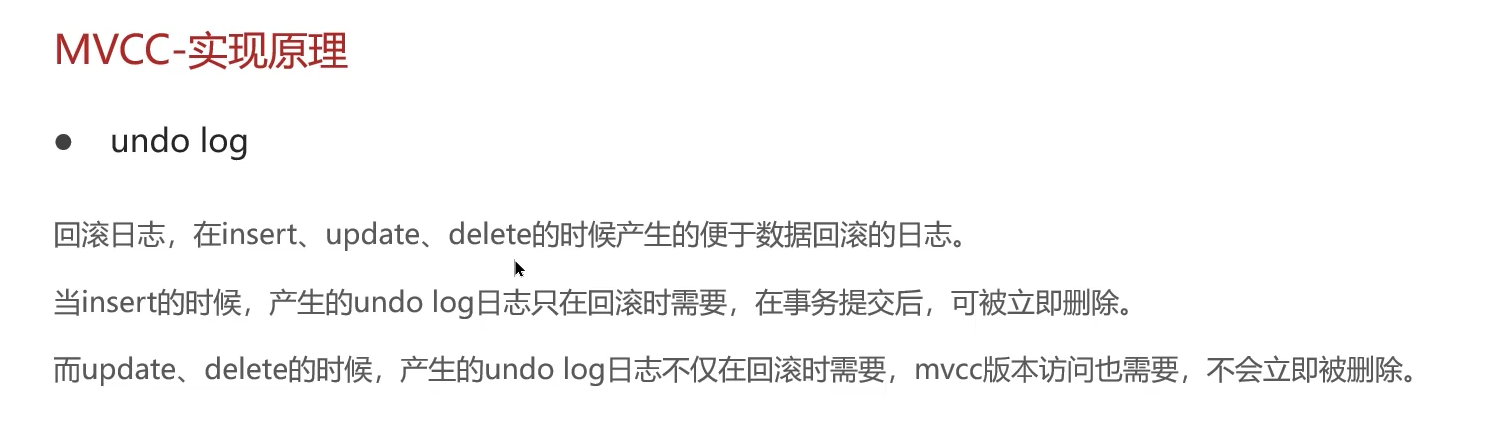 MVCC-实现原理
● undo log
回滚日志，在insert、update、delete的时候产生的便于数据回滚的日志。
当insert的时候，产生的undo log日志只在回滚时需要，在事务提交后，可被立即删除。
而update、delete的时候，产生的undo log日志不仅在回滚时需要，mvcc版本访问也需要，不会立即被删除。